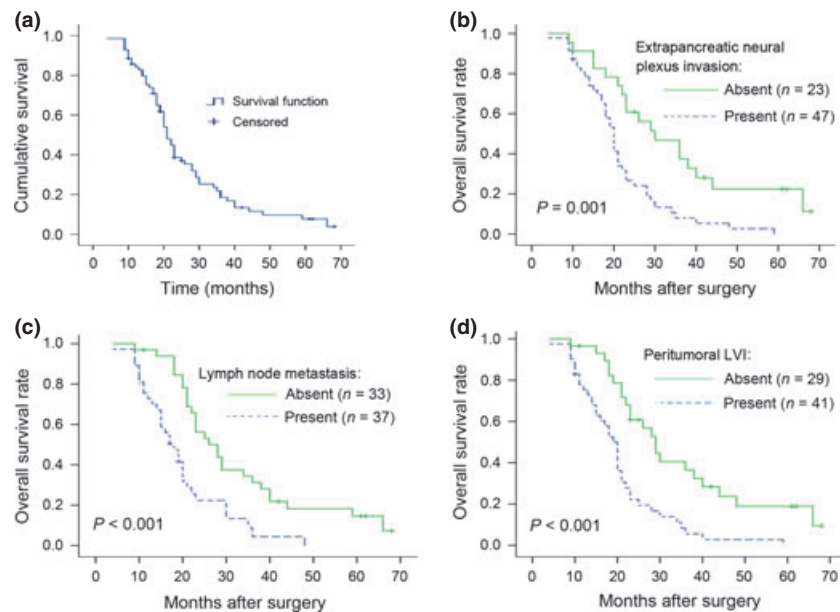 (a)
1.0
0.8
0.6
0.4
0.2
0.0
Cumulative survival
Survival function
Censored
0 10 20 30 40 50 60 70
Time (months)
(b)
1.0
0.8
0.6
0.4
0.2
0.0
Overall survival rate
Extrapancreatic neural
plexus invasion:
Absent (n = 23)
Present (n = 47)
P = 0.001
0 10 20 30 40 50 60 70
Months after surgery
(c)
1.0
0.8
0.6
0.4
0.2
0.0
Overall survival rate
Lymph node metastasis:
Absent (n = 33)
Present (n = 37)
P < 0.001
0 10 20 30 40 50 60 70
Months after surgery
(d)
1.0
0.8
0.6
0.4
0.2
0.0
Overall survival rate
Peritumoral LVI:
Absent (n = 29)
Present (n = 41)
P < 0.001
0 10 20 30 40 50 60 70
Months after surgery